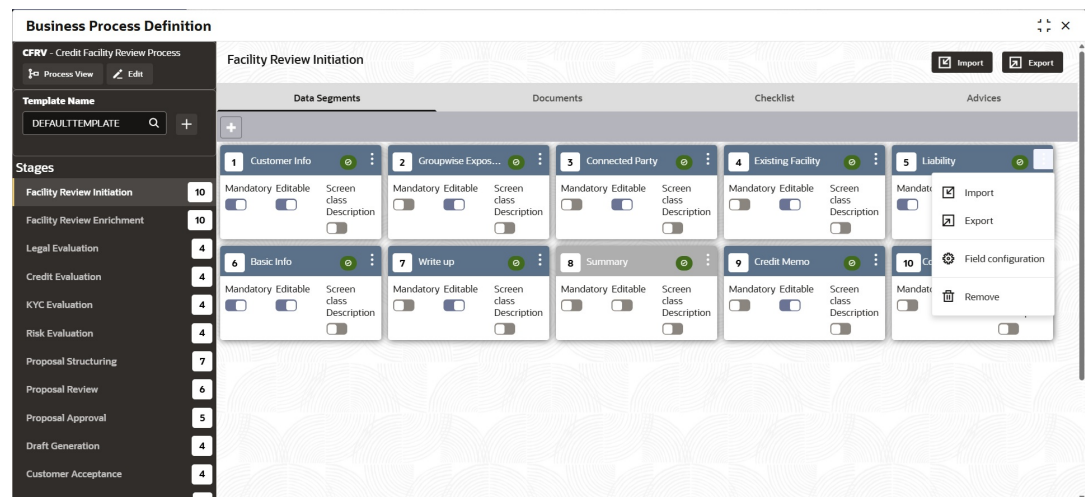 Business Process Definition
CFRV - Credit Facility Review Process
Process View
Edit
Template Name
DEFAULTTEMPLATE
Stages
Facility Review Initiation 10
Facility Review Enrichment 10
Legal Evaluation 4
Credit Evaluation 4
KYC Evaluation 4
Risk Evaluation 4
Proposal Structuring 7
Proposal Review 6
Proposal Approval 5
Draft Generation 4
Customer Acceptance 4
Facility Review Initiation
Import
Export
Data Segments
Documents
Checklist
Advices
1 Customer Info
Mandatory Editable Screen
class
Description
2 Groupwise Expos...
Mandatory Editable Screen
class
Description
3 Connected Party
Mandatory Editable Screen
class
Description
4 Existing Facility
Mandatory Editable Screen
class
Description
5 Liability
Mandato
Import
Export
Field configuration
Remove
6 Basic Info
Mandatory Editable Screen
class
Description
7 Write up
Mandatory Editable Screen
class
Description
8 Summary
Mandatory Editable Screen
class
Description
9 Credit Memo
Mandatory Editable Screen
class
Description
10
Mandato